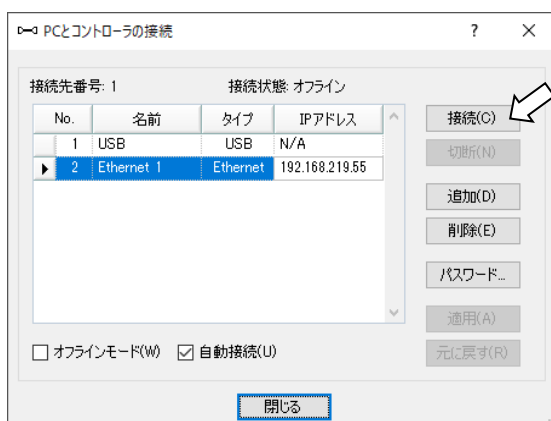 PCとコントローラの接続 ?
接続先番号: 1 接続状態: オフライン
No. 名前 タイプ IPアドレス
1 USB USB N/A
2 Ethernet 1 Ethernet 192.168.219.55
接続(C)
切断(N)
追加(D)
削除(E)
パスワード...
適用(A)
元に戻す(R)
オフラインモード(W) 自動接続(U)
閉じる